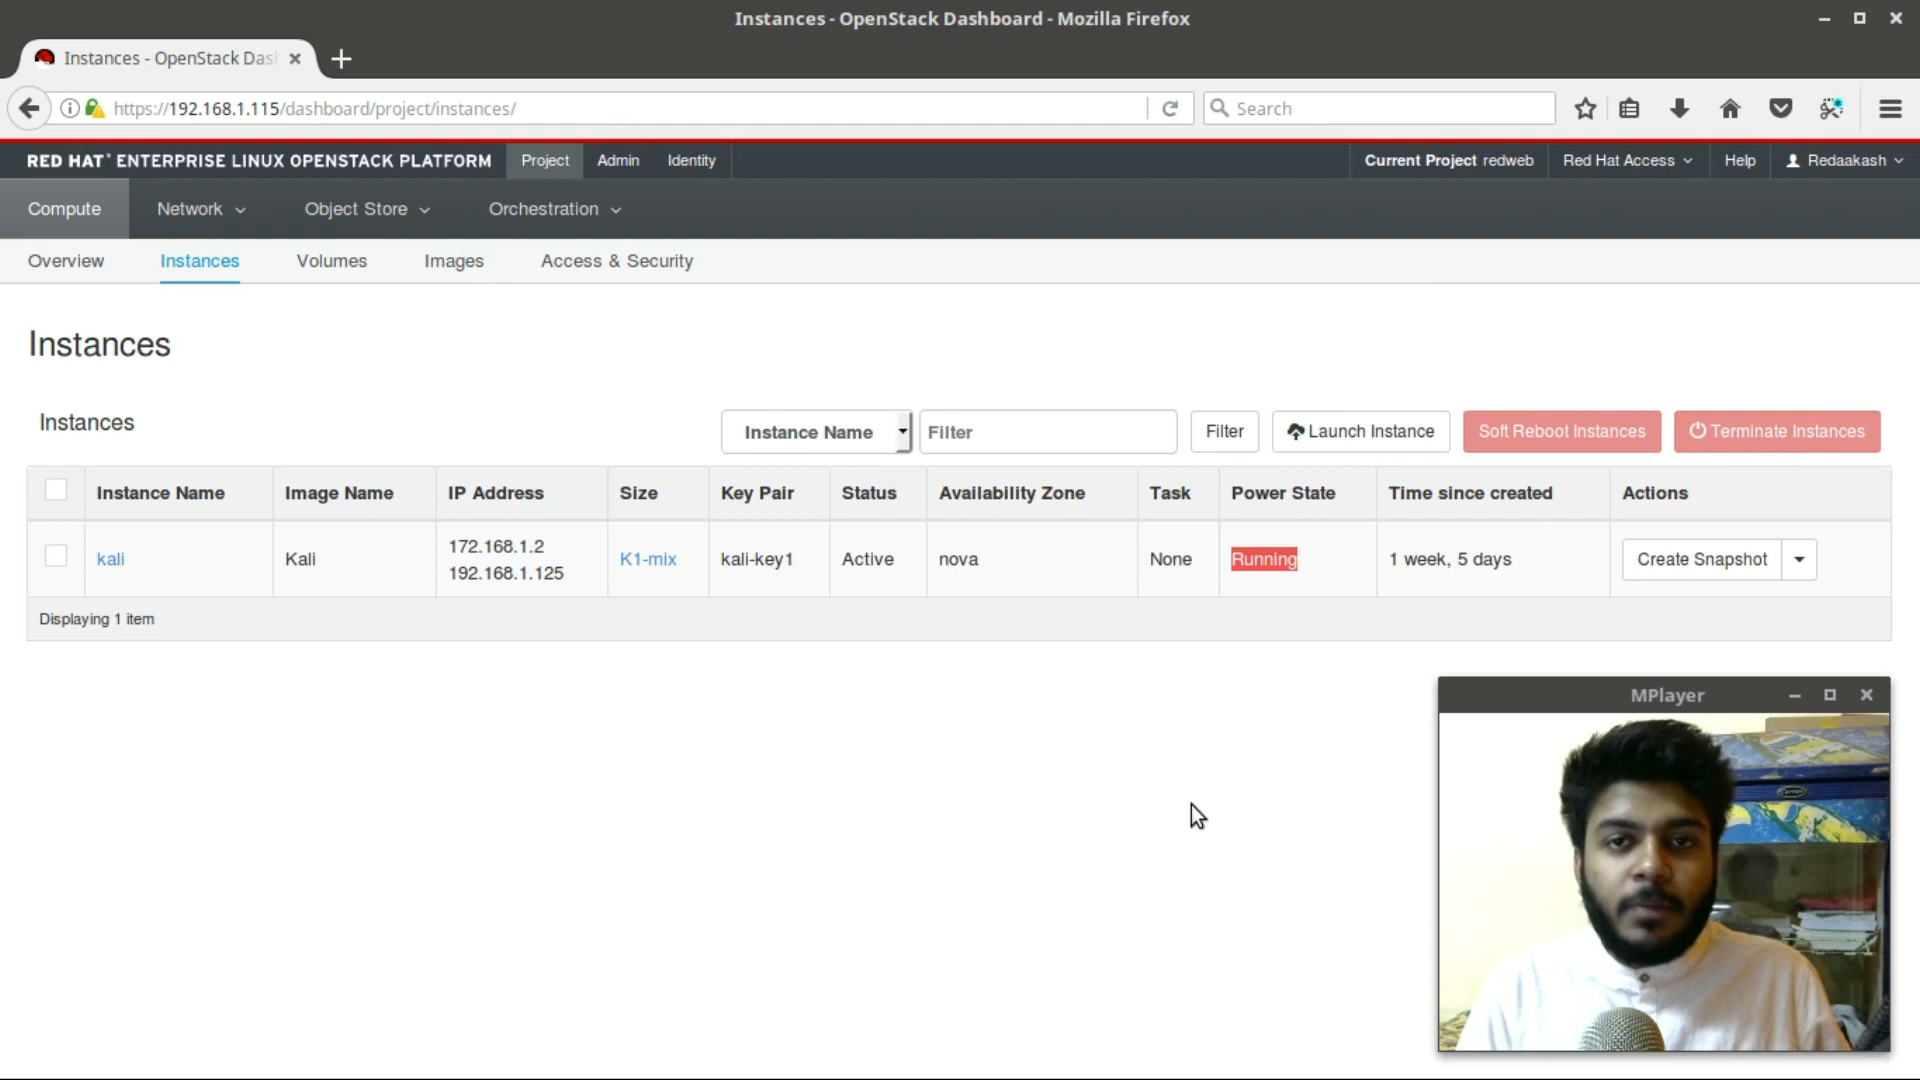 Instances - OpenStack Dashboard - Mozilla Firefox
Instances - OpenStack Das
https://192.168.1.115/dashboard/project/instances/
Search
RED HAT ENTERPRISE LINUX OPENSTACK PLATFORM Project Admin Identity Current Project redweb Red Hat Access Help Redaakash
Compute Network Object Store Orchestration
Overview Instances Volumes Images Access & Security
Instances
Instances Instance Name Filter Filter Launch Instance Soft Reboot Instances Terminate Instances
Instance Name Image Name IP Address Size Key Pair Status Availability Zone Task Power State Time since created Actions
kali Kali 172.168.1.2 K1-mix kali-key1 Active nova None Running 1 week, 5 days Create Snapshot
192.168.1.125
Displaying 1 item
MPlayer